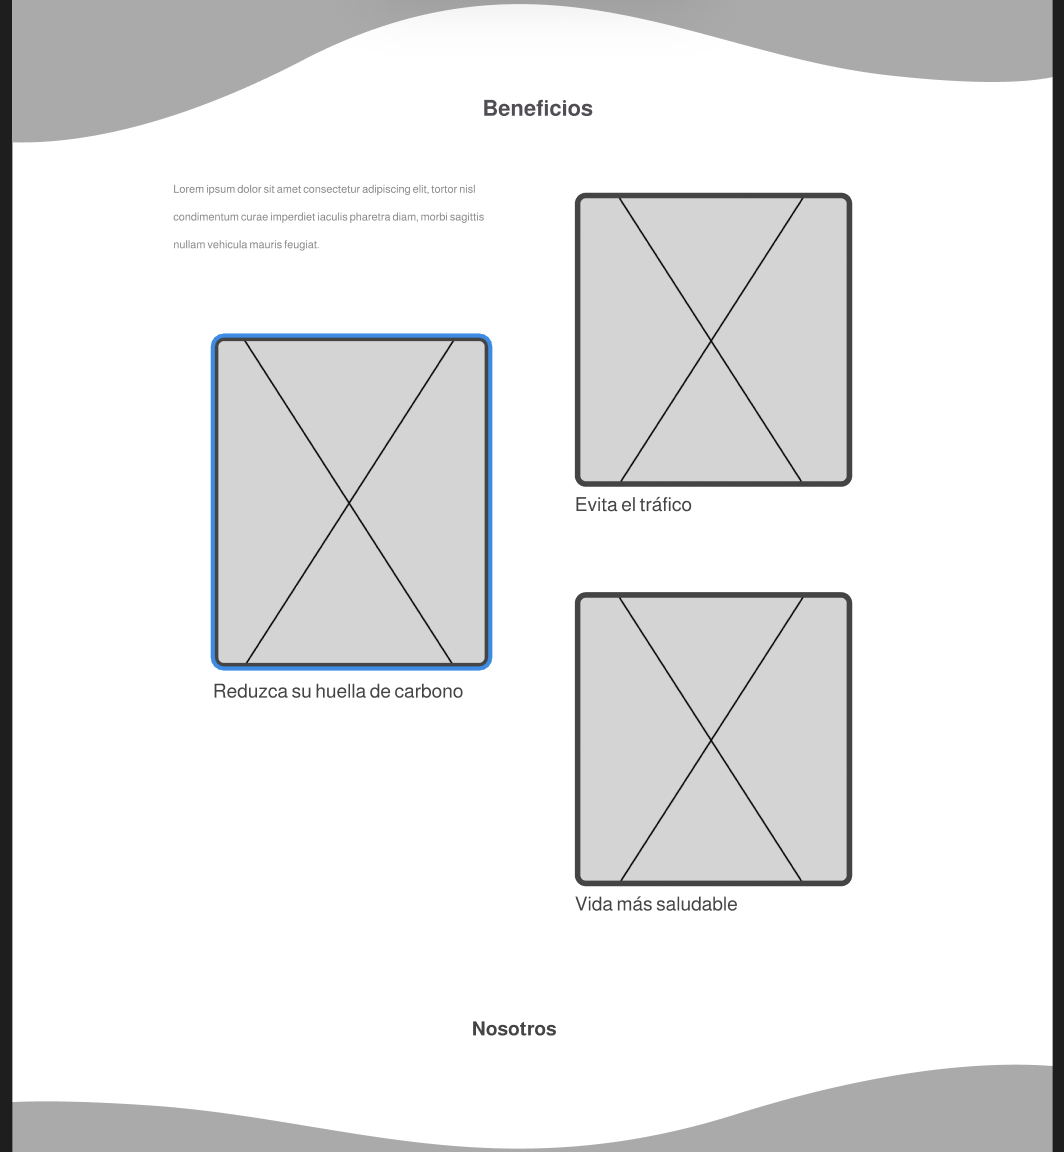 Beneficios
Lorem ipsum dolor sit amet consectetur adipiscing elit, tortor nisl
condimentum curae imperdiet iaculis pharetra diam, morbi sagittis
nullam vehicula mauris feugiat.
Evita el tráfico
Reduzca su huella de carbono
Vida más saludable
Nosotros